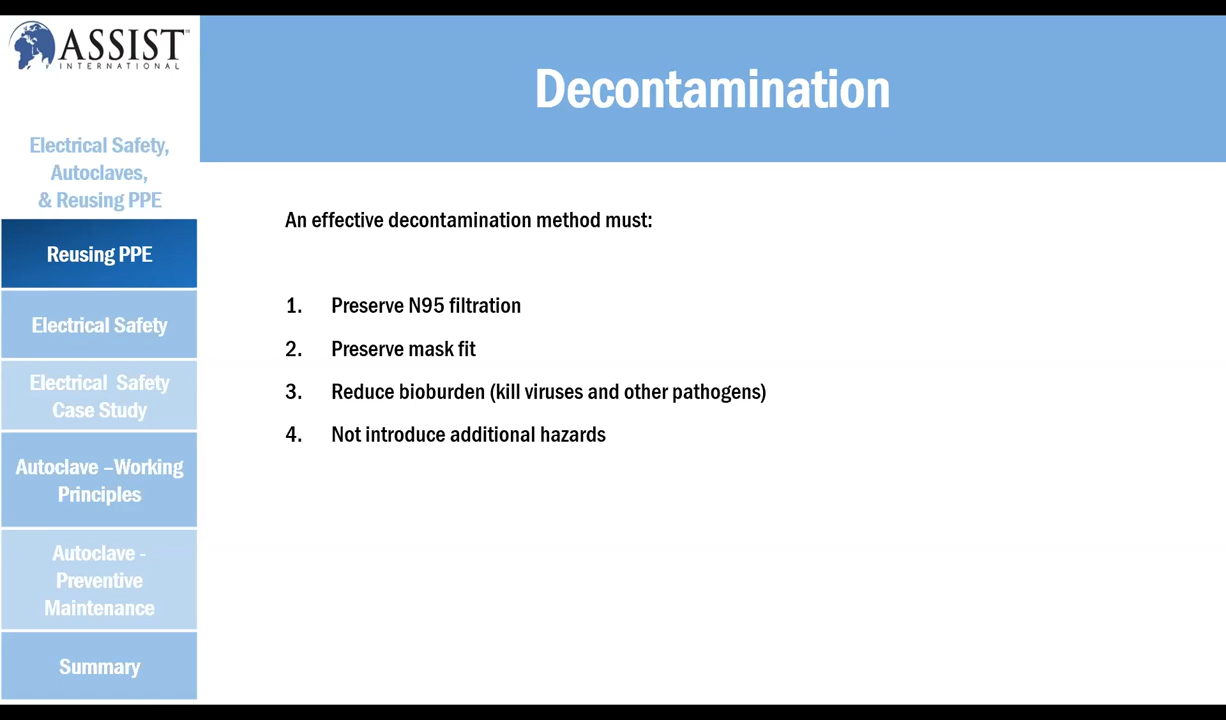 ASSIST
INTERNATIONAL
Decontamination
Electrical Safety,
Autoclaves,
& Reusing PPE
Reusing PPE
Electrical Safety
Electrical Safety
Case Study
Autoclave –Working
Principles
Autoclave -
Preventive
Maintenance
Summary
An effective decontamination method must:
1. Preserve N95 filtration
2. Preserve mask fit
3. Reduce bioburden (kill viruses and other pathogens)
4. Not introduce additional hazards